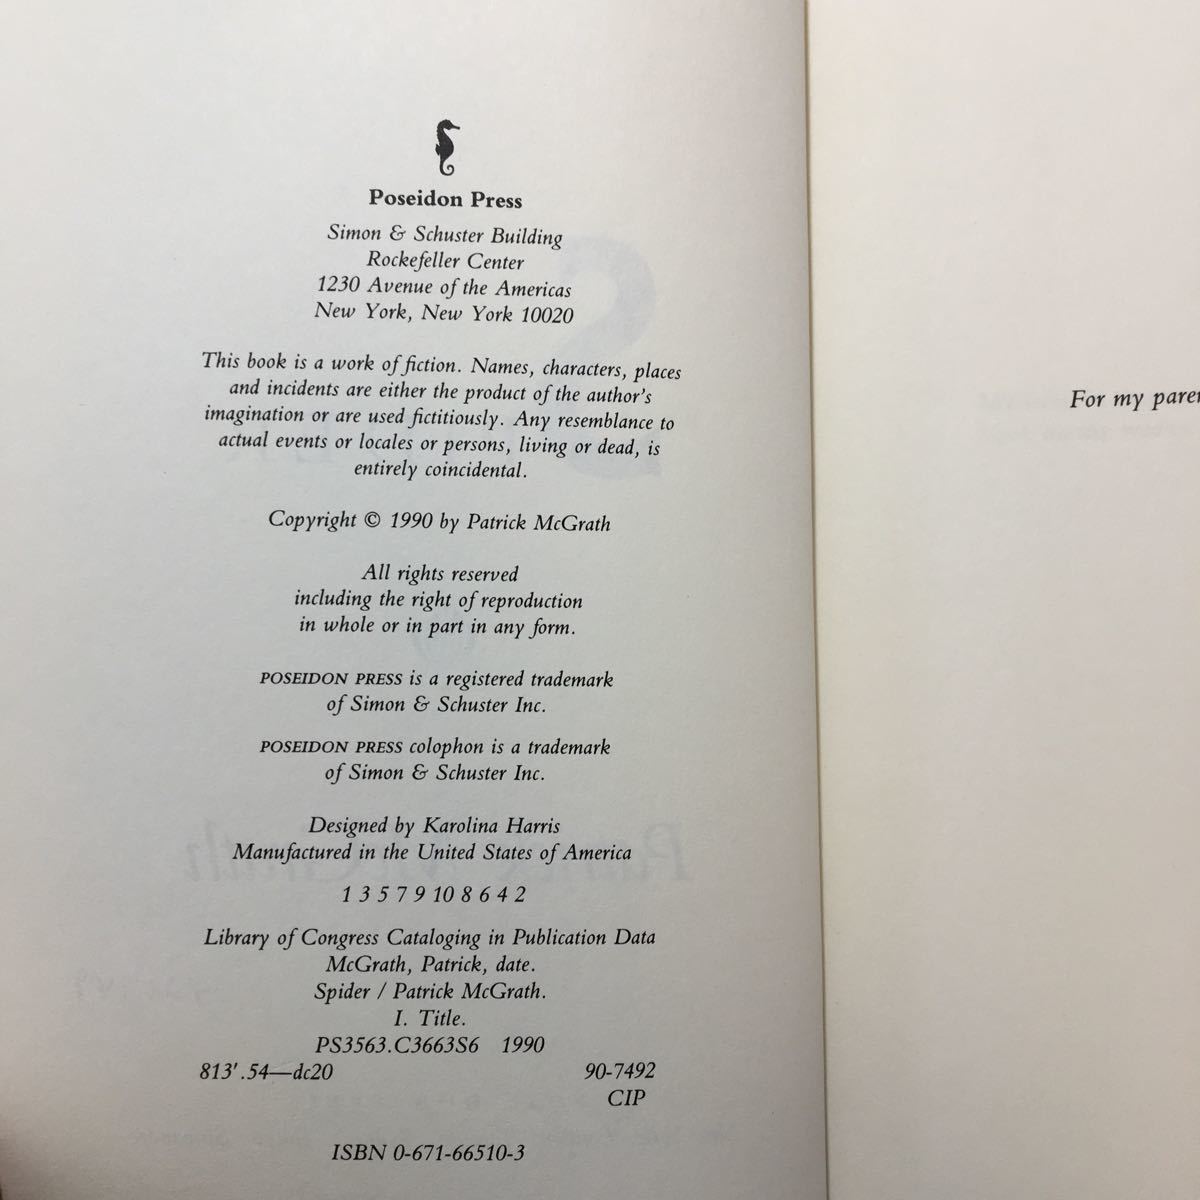 Poseidon Press
Simon & Schuster Building
Rockefeller Center
1230 Avenue of the Americas
New York, New York 10020
This book is a work of fiction. Names, characters, places
and incidents are either the product of the author's
imagination or are used fictitiously. Any resemblance to
actual events or locales or persons, living or dead, is
entirely coincidental.
Copyright © 1990 by Patrick McGrath
All rights reserved
including the right of reproduction
in whole or in part in any form.
POSEIDON PRESS is a registered trademark
of Simon & Schuster Inc.
POSEIDON PRESS colophon is a trademark
of Simon & Schuster Inc.
Designed by Karolina Harris
Manufactured in the United States of America
1 3 5 7 9 10 8 6 4 2
Library of Congress Cataloging in Publication Data
McGrath, Patrick, date.
Spider / Patrick McGrath.
I. Title.
PS3563.C3663S6 1990
813'.54—dc20 90-7492
CIP
ISBN 0-671-66510-3
For my paren